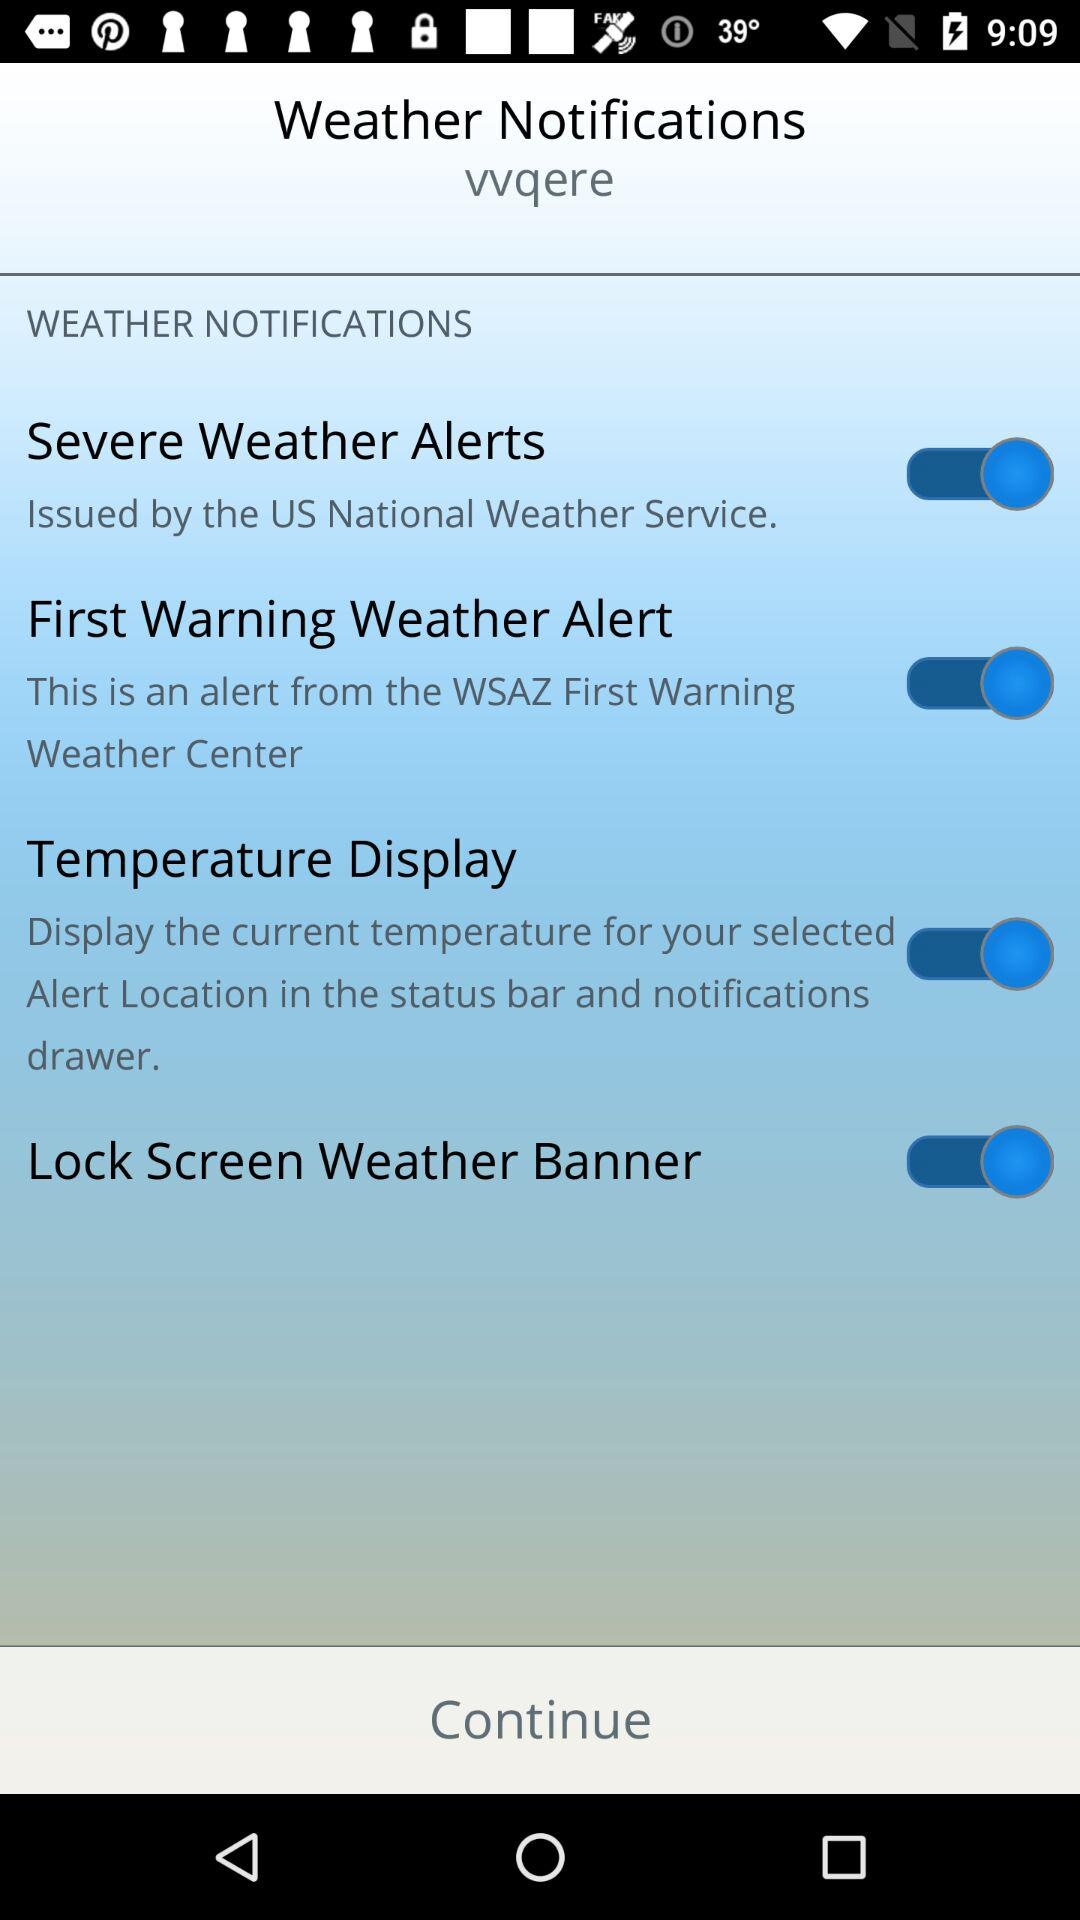 FAKE 39° 9:09
Weather Notifications
vvqere
WEATHER NOTIFICATIONS
Severe Weather Alerts
Issued by the US National Weather Service.
First Warning Weather Alert
This is an alert from the WSAZ First Warning
Weather Center
Temperature Display
Display the current temperature for your selected
Alert Location in the status bar and notifications
drawer.
Lock Screen Weather Banner
Continue